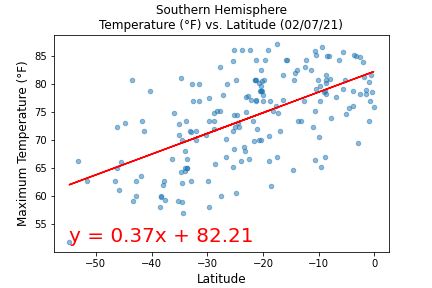 Southern Hemisphere
Temperature (°F) vs. Latitude (02/07/21)
Maximum Temperature (°F)
85
80
75
70
65
60
55
y = 0.37x + 82.21
−50
−40
−30
−20
−10
0
Latitude